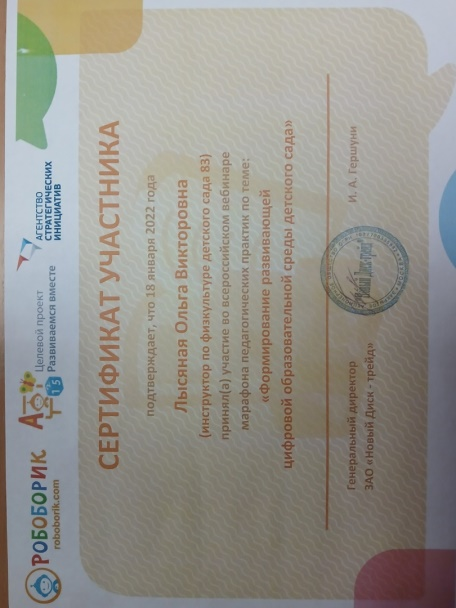 РОБОБОРИК
roboborik.com
Целевой проект
Развиваемся вместе
АГЕНТСТВО
СТРАТЕГИЧЕСКИХ
ИНИЦИАТИВ
СЕРТИФИКАТ УЧАСТНИКА
подтверждает, что 18 января 2022 года
Лысяная Ольга Викторовна
(инструктор по физкультуре детского сада 83)
принял(а) участие во всероссийском вебинаре
марафона педагогических практик по теме:
«Формирование развивающей
цифровой образовательной среды детского сада»
Генеральный директор
ЗАО «Новый Диск - трейд»
И. А. Гершуни